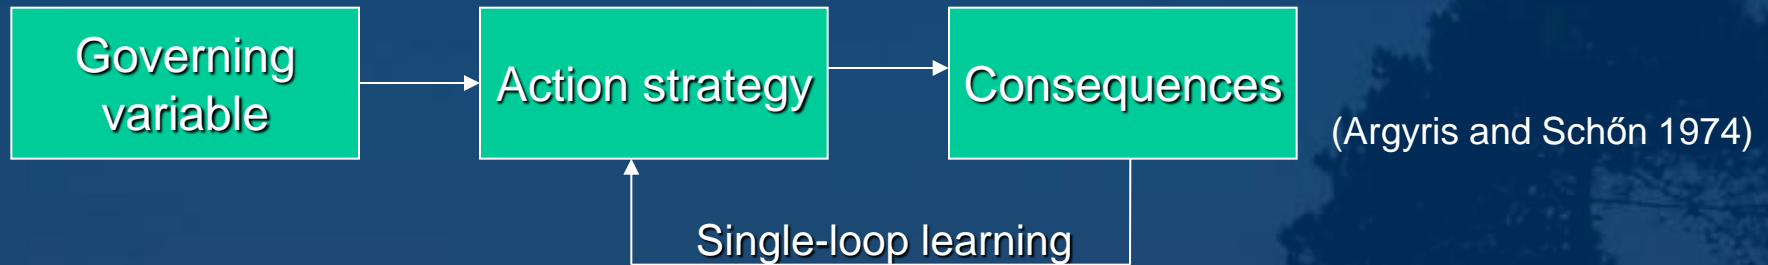 Governing
variable
Action strategy
Consequences
(Argyris and Schőn 1974)
Single-loop learning